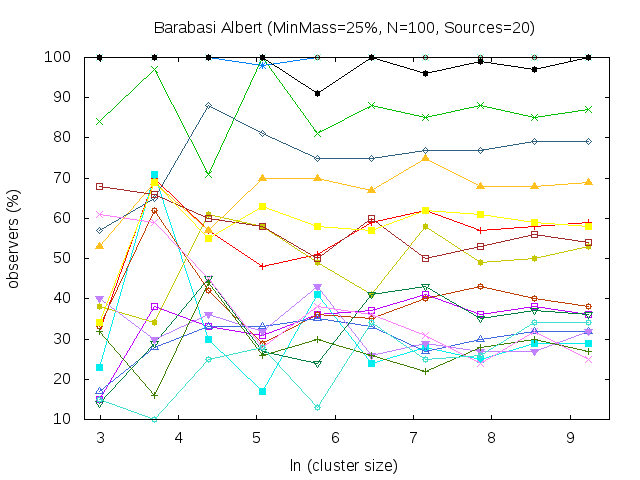 Barabasi Albert (MinMass=25%, N=100, Sources=20)
100
90
80
70
60
50
40
30
20
10
observers (%)
3 4 5 6 7 8 9
ln (cluster size)